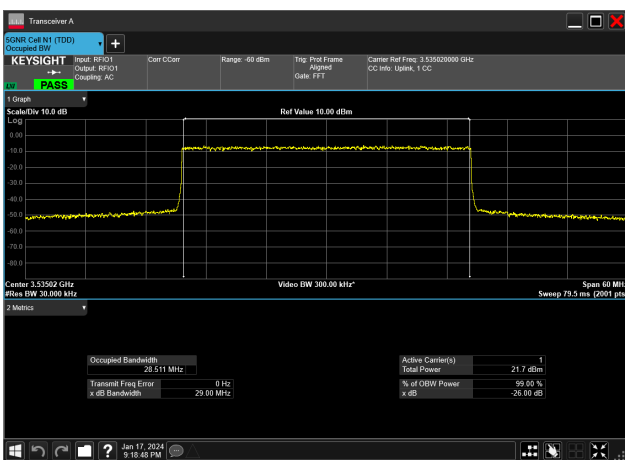 Transceiver A
5GNR Cell N1 (TDD)
Occupied BW
KEYSIGHT
PASS
Input: RFIO1
Output: RFIO1
Coupling: AC
Corr CCorr
Range: -60 dBm
Trig: Prot Frame
Aligned
Gate: FFT
Carrier Ref Freq: 3.535020000 GHz
CC Info: Uplink, 1 CC
1 Graph
Scale/Div 10.0 dB
Ref Value 10.00 dBm
Log
0.00
-10.0
-20.0
-30.0
-40.0
-50.0
-60.0
-70.0
-80.0
Center 3.53502 GHz
#Res BW 30.000 kHz
Video BW 300.00 kHz*
Span 60 MH
Sweep 79.5 ms (2001 pts
2 Metrics
Occupied Bandwidth
28.511 MHz
Transmit Freq Error 0 Hz
x dB Bandwidth 29.00 MHz
Active Carrier(s) 1
Total Power 21.7 dBm
% of OBW Power 99.00 %
x dB -26.00 dB
Jan 17, 2024
9:18:48 PM